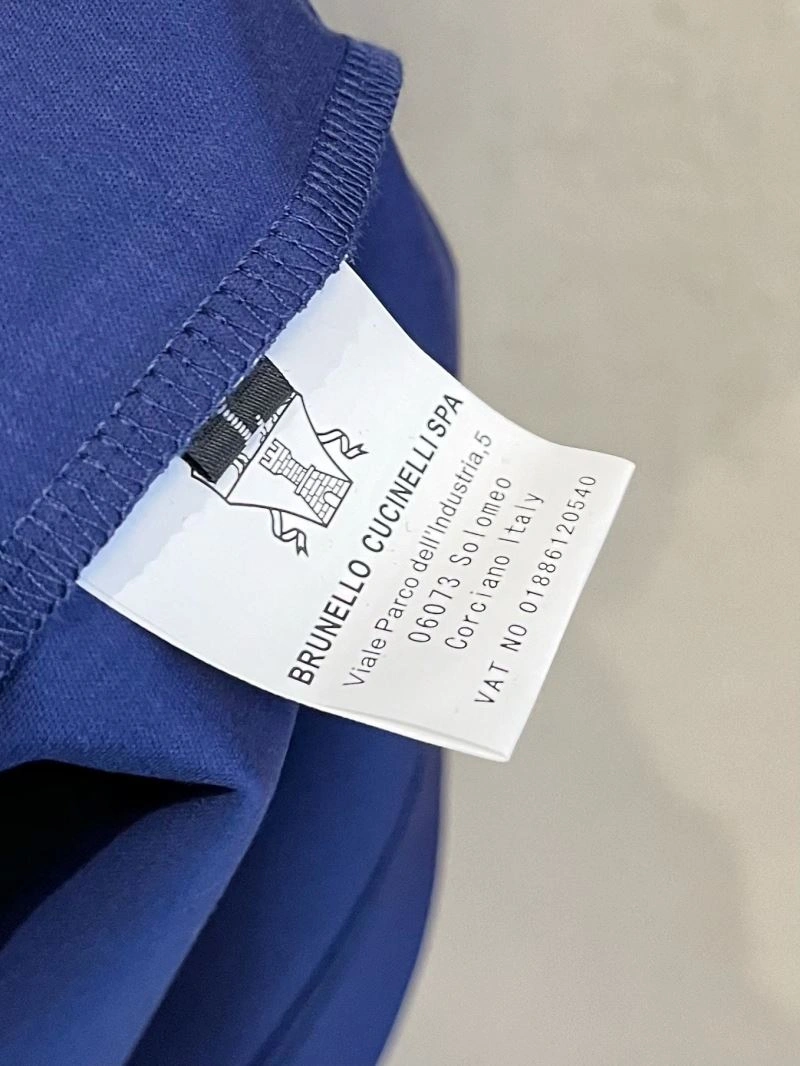 BRUNELLO CUCINELLI SPA
Viale Parco dell'Industria,5
06073 Solomeo
Corciano Italy
VAT NO 01886120540